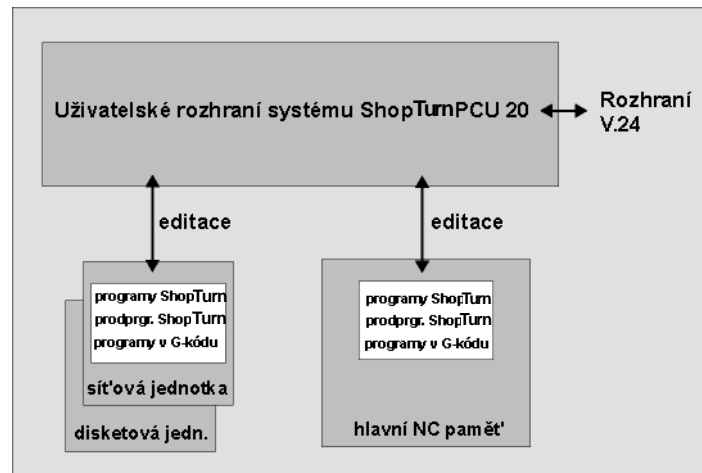 Uživatelské rozhraní systému ShopTurnPCU 20
Rozhraní
V.24
editace
editace
programy ShopTurn
prodprgr. ShopTurn
programy v G-kódu
síťová jednotka
disketová jedn.
programy ShopTurn
prodprgr. ShopTurn
programy v G-kódu
hlavní NC paměť